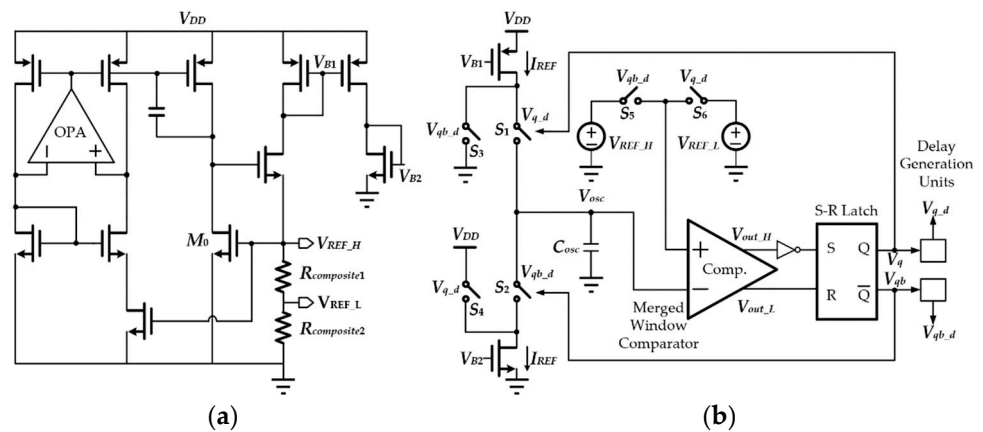 VDD
VB1
OPA
− +
VB2
M0
VREF_H
Rcomposite1
VREF_L
Rcomposite2
(a)
VDD
VB1
IREF
Vqb_d
S3
S1
Vq_d
Vqb_d
S5
Vq_d
S6
+
−
VREF_H
VREF_L
+
−
Vosc
Cosc
VDD
Vq_d
S4
S2
Vqb_d
VB2
IREF
+
−
Comp.
Merged
Window
Comparator
Vout_H
Vout_L
S-R Latch
S Q
R Q̅
Vq
Vqb
Delay
Generation
Units
Vq_d
Vqb_d
(b)